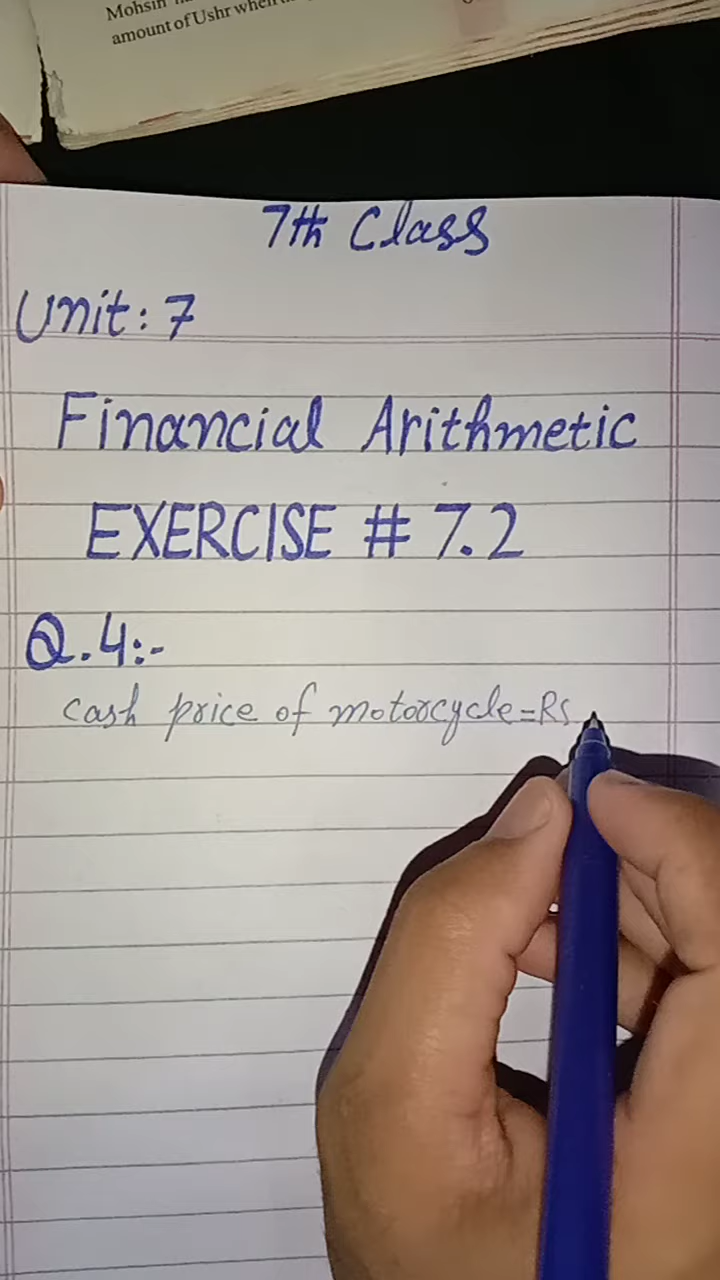 Mohsin
amount of Ushr when
7th Class
Unit: 7
Financial Arithmetic
EXERCISE # 7.2
Q.4:-
Cash price of motorcycle=Rs